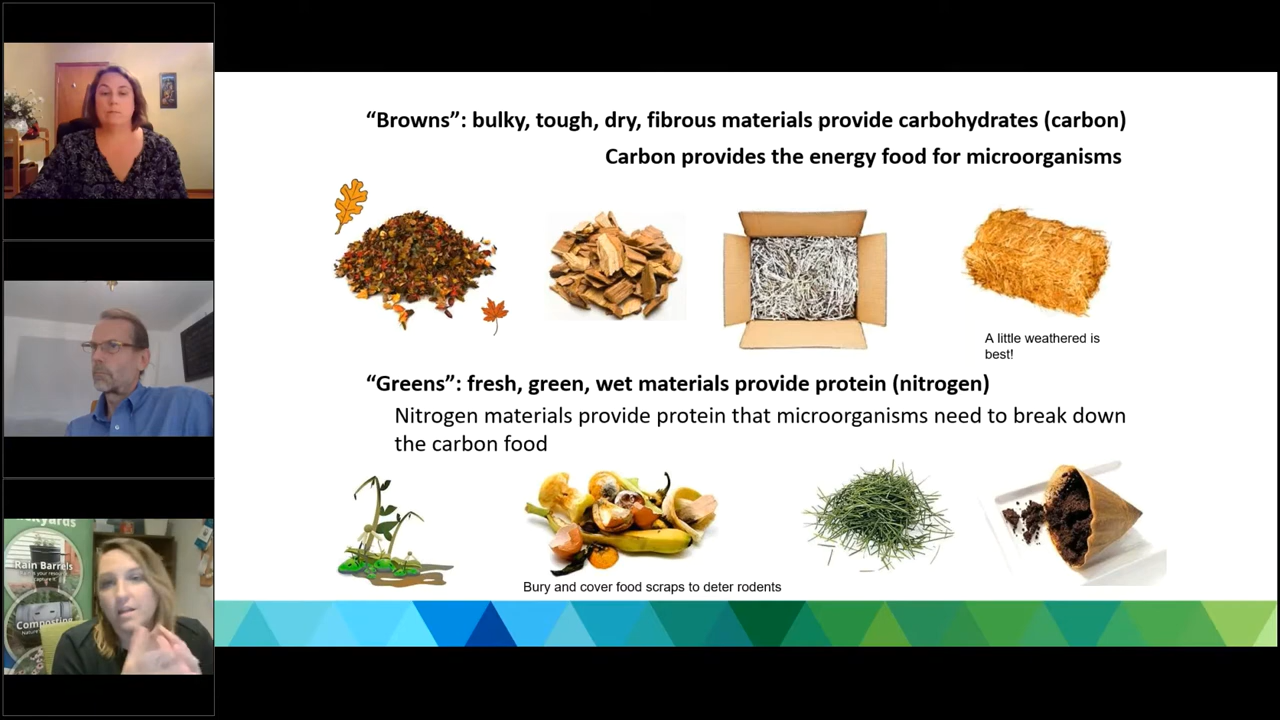 “Browns”: bulky, tough, dry, fibrous materials provide carbohydrates (carbon)
Carbon provides the energy food for microorganisms
A little weathered is
best!
“Greens”: fresh, green, wet materials provide protein (nitrogen)
Nitrogen materials provide protein that microorganisms need to break down
the carbon food
Bury and cover food scraps to deter rodents
Rain Barrels
Composting